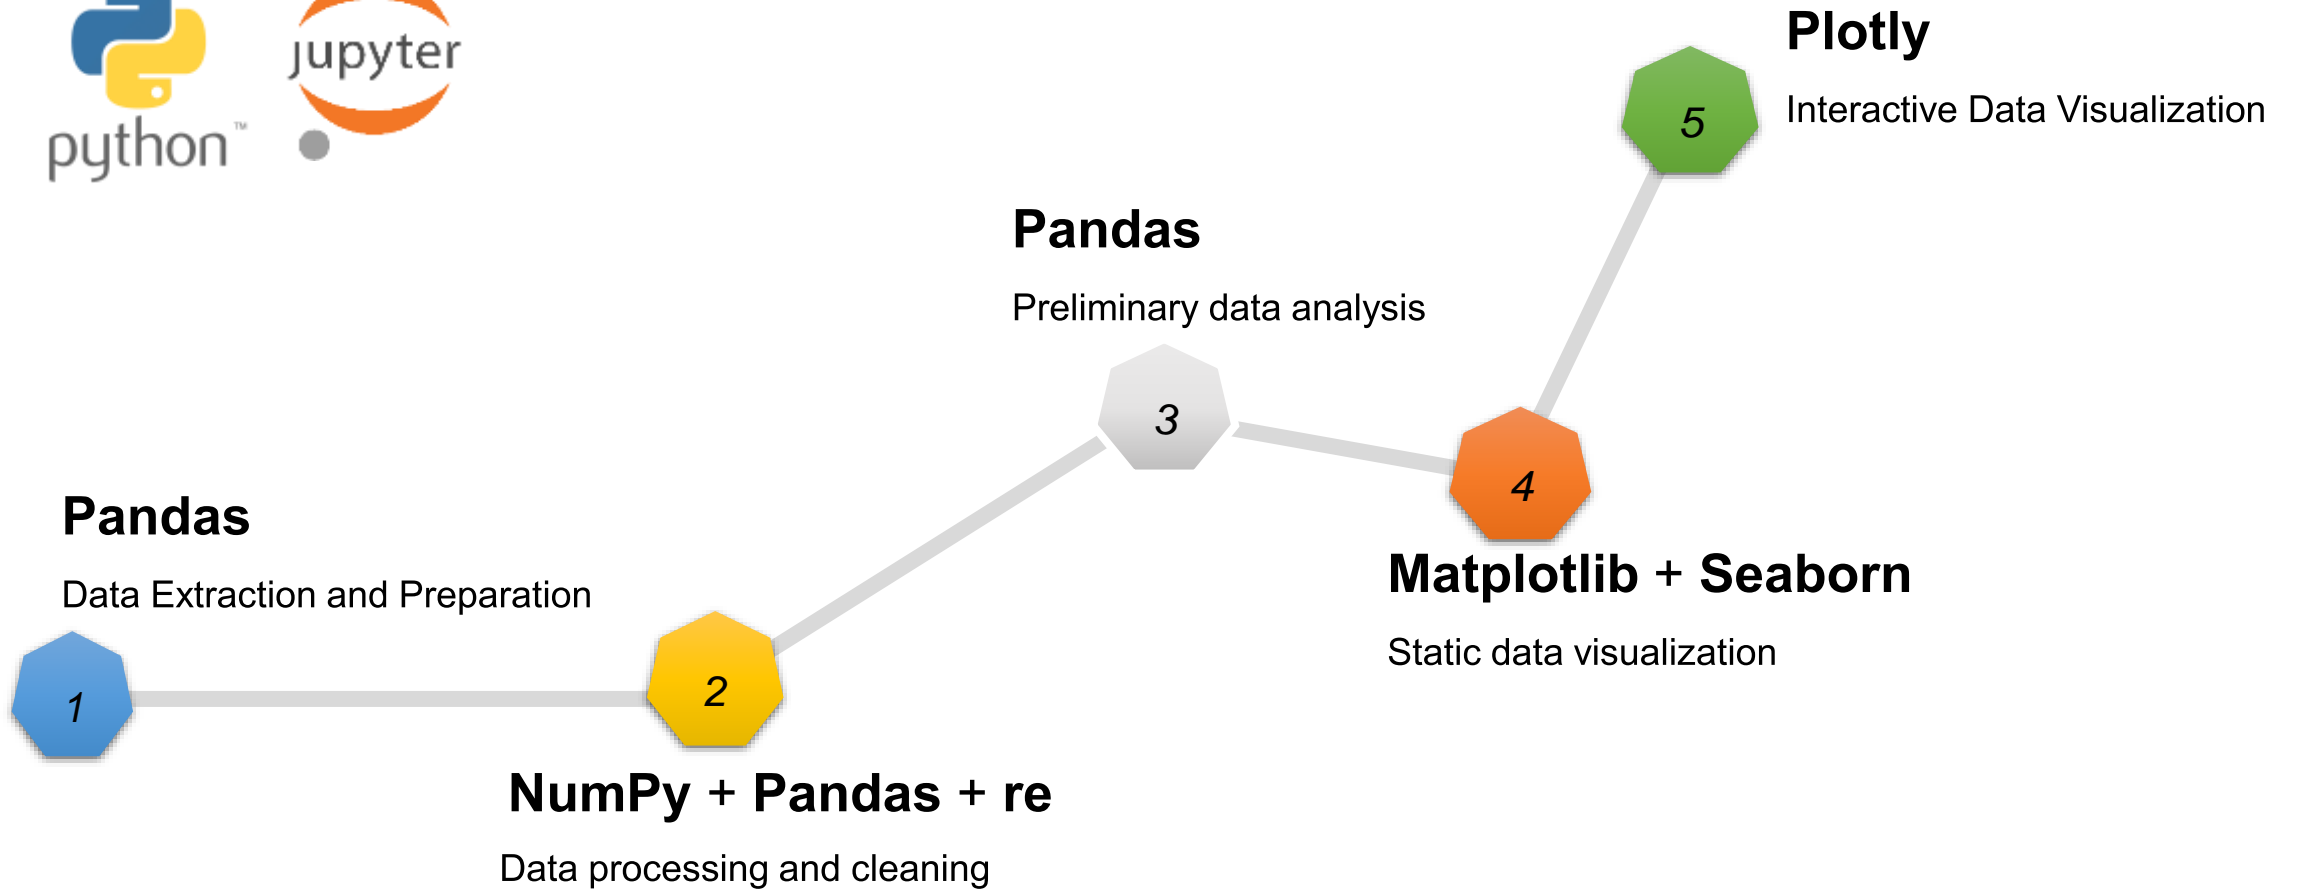 python™
jupyter
Plotly
5
Interactive Data Visualization
Pandas
Preliminary data analysis
3
4
Matplotlib + Seaborn
Static data visualization
Pandas
Data Extraction and Preparation
1
2
NumPy + Pandas + re
Data processing and cleaning